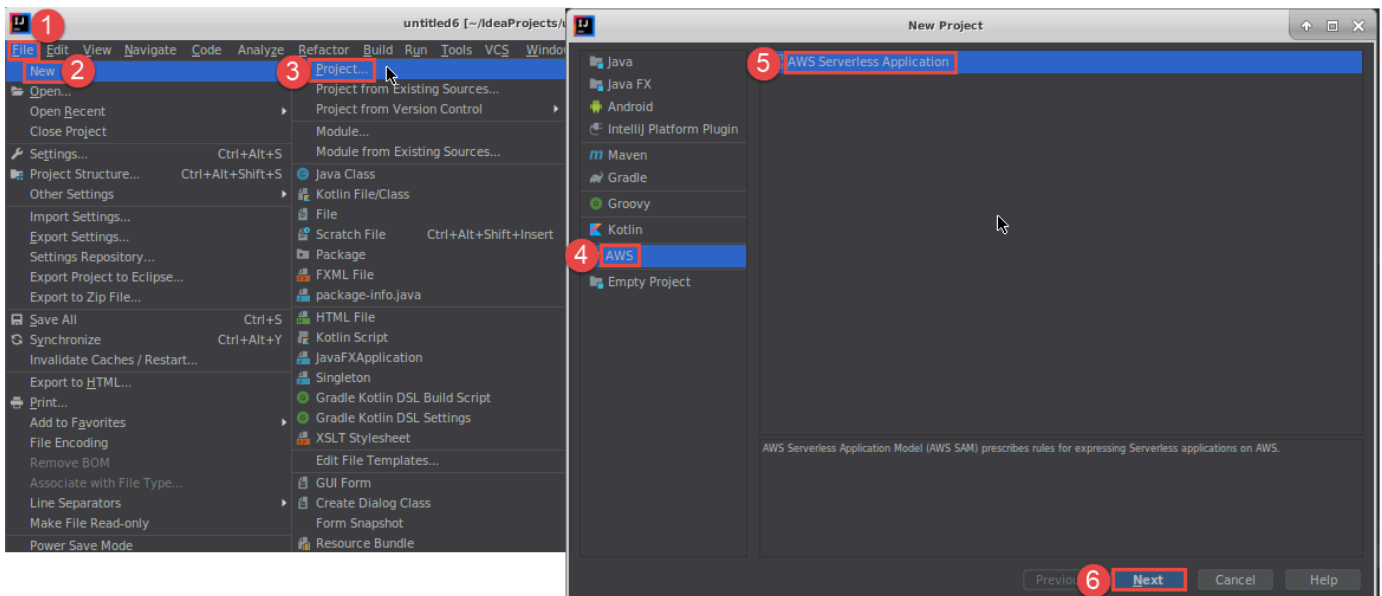 1
untitled6 [~/IdeaProjects/
File Edit View Navigate Code Analyze Refactor Build Run Tools VCS Windo
New 2
Open...
Open Recent
Close Project
Settings... Ctrl+Alt+S
Project Structure... Ctrl+Alt+Shift+S
Other Settings
Import Settings...
Export Settings...
Settings Repository...
Export Project to Eclipse...
Export to Zip File...
Save All Ctrl+S
Synchronize Ctrl+Alt+Y
Invalidate Caches / Restart...
Export to HTML...
Print...
Add to Favorites
File Encoding
Remove BOM
Associate with File Type...
Line Separators
Make File Read-only
Power Save Mode
3 Project...
Project from Existing Sources...
Project from Version Control
Module...
Module from Existing Sources...
Java Class
Kotlin File/Class
File
Scratch File Ctrl+Alt+Shift+Insert
Package
FXML File
package-info.java
HTML File
Kotlin Script
JavaFXApplication
Singleton
Gradle Kotlin DSL Build Script
Gradle Kotlin DSL Settings
XSLT Stylesheet
Edit File Templates...
GUI Form
Create Dialog Class
Form Snapshot
Resource Bundle
New Project
Java
Java FX
Android
IntelliJ Platform Plugin
Maven
Gradle
Groovy
Kotlin
4 AWS
Empty Project
5 AWS Serverless Application
AWS Serverless Application Model (AWS SAM) prescribes rules for expressing Serverless applications on AWS.
Previou 6 Next Cancel Help